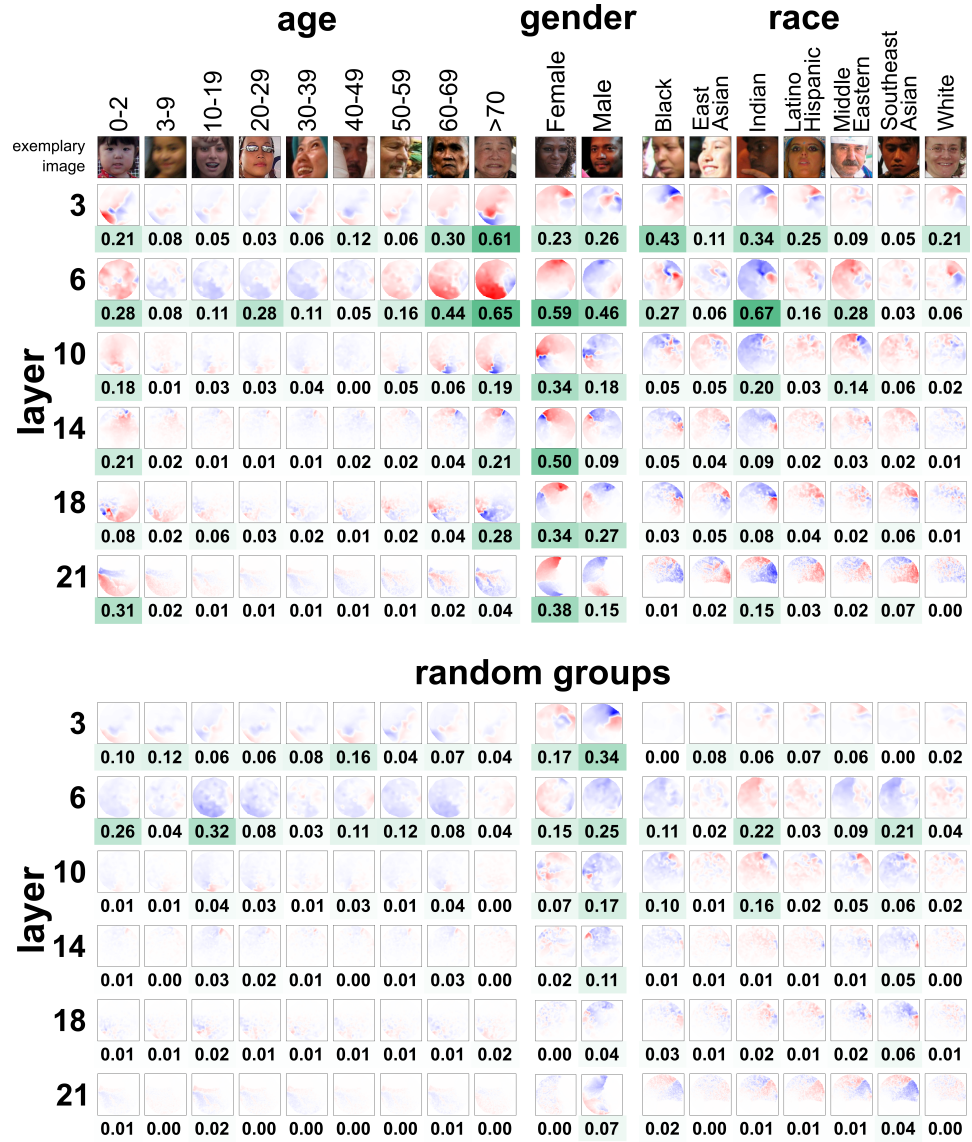 age gender race
0-2 3-9 10-19 20-29 30-39 40-49 50-59 60-69 >70 Female Male Black East Asian Indian Latino Hispanic Middle Eastern Southeast Asian White
exemplary
image
layer
3
0.21 0.08 0.05 0.03 0.06 0.12 0.06 0.30 0.61 0.23 0.26 0.43 0.11 0.34 0.25 0.09 0.05 0.21
6
0.28 0.08 0.11 0.28 0.11 0.05 0.16 0.44 0.65 0.59 0.46 0.27 0.06 0.67 0.16 0.28 0.03 0.06
10
0.18 0.01 0.03 0.03 0.04 0.00 0.05 0.06 0.19 0.34 0.18 0.05 0.05 0.20 0.03 0.14 0.06 0.02
14
0.21 0.02 0.01 0.01 0.01 0.02 0.02 0.04 0.21 0.50 0.09 0.05 0.04 0.09 0.02 0.03 0.02 0.01
18
0.08 0.02 0.06 0.03 0.02 0.01 0.02 0.04 0.28 0.34 0.27 0.03 0.05 0.08 0.04 0.02 0.06 0.01
21
0.31 0.02 0.01 0.01 0.01 0.01 0.01 0.02 0.04 0.38 0.15 0.01 0.02 0.15 0.03 0.02 0.07 0.00
random groups
layer
3
0.10 0.12 0.06 0.06 0.08 0.16 0.04 0.07 0.04 0.17 0.34 0.00 0.08 0.06 0.07 0.06 0.00 0.02
6
0.26 0.04 0.32 0.08 0.03 0.11 0.12 0.08 0.04 0.15 0.25 0.11 0.02 0.22 0.03 0.09 0.21 0.04
10
0.01 0.01 0.04 0.03 0.01 0.03 0.01 0.04 0.00 0.07 0.17 0.10 0.01 0.16 0.02 0.05 0.06 0.02
14
0.01 0.00 0.03 0.02 0.01 0.00 0.01 0.03 0.00 0.02 0.11 0.01 0.01 0.01 0.01 0.01 0.05 0.00
18
0.01 0.01 0.02 0.01 0.01 0.01 0.01 0.01 0.02 0.00 0.04 0.03 0.01 0.02 0.01 0.02 0.06 0.01
21
0.01 0.00 0.02 0.00 0.00 0.00 0.00 0.01 0.00 0.00 0.07 0.02 0.00 0.01 0.01 0.01 0.04 0.00